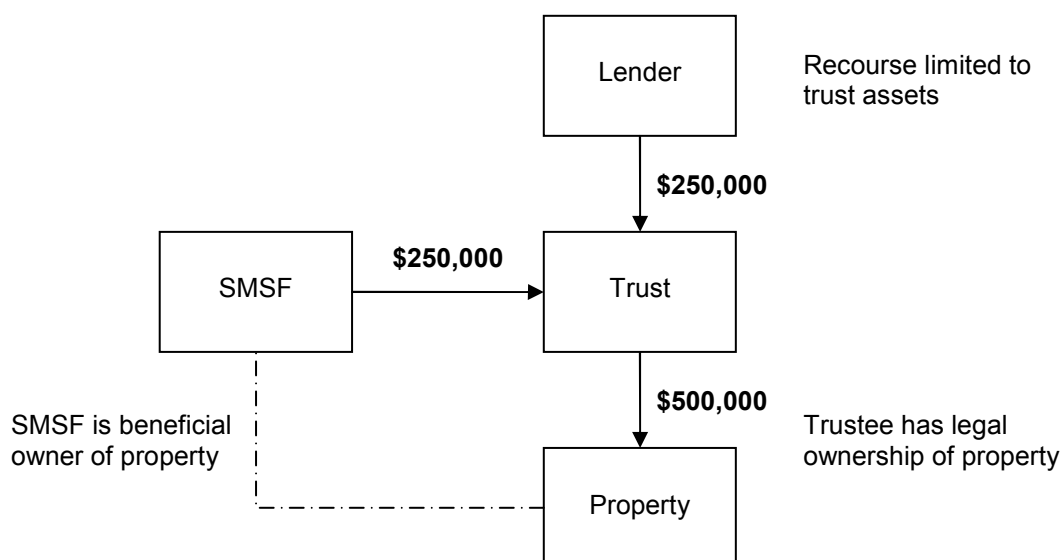 Lender
Recourse limited to
trust assets
$250,000
$250,000
SMSF
Trust
$500,000
SMSF is beneficial
owner of property
Trustee has legal
ownership of property
Property